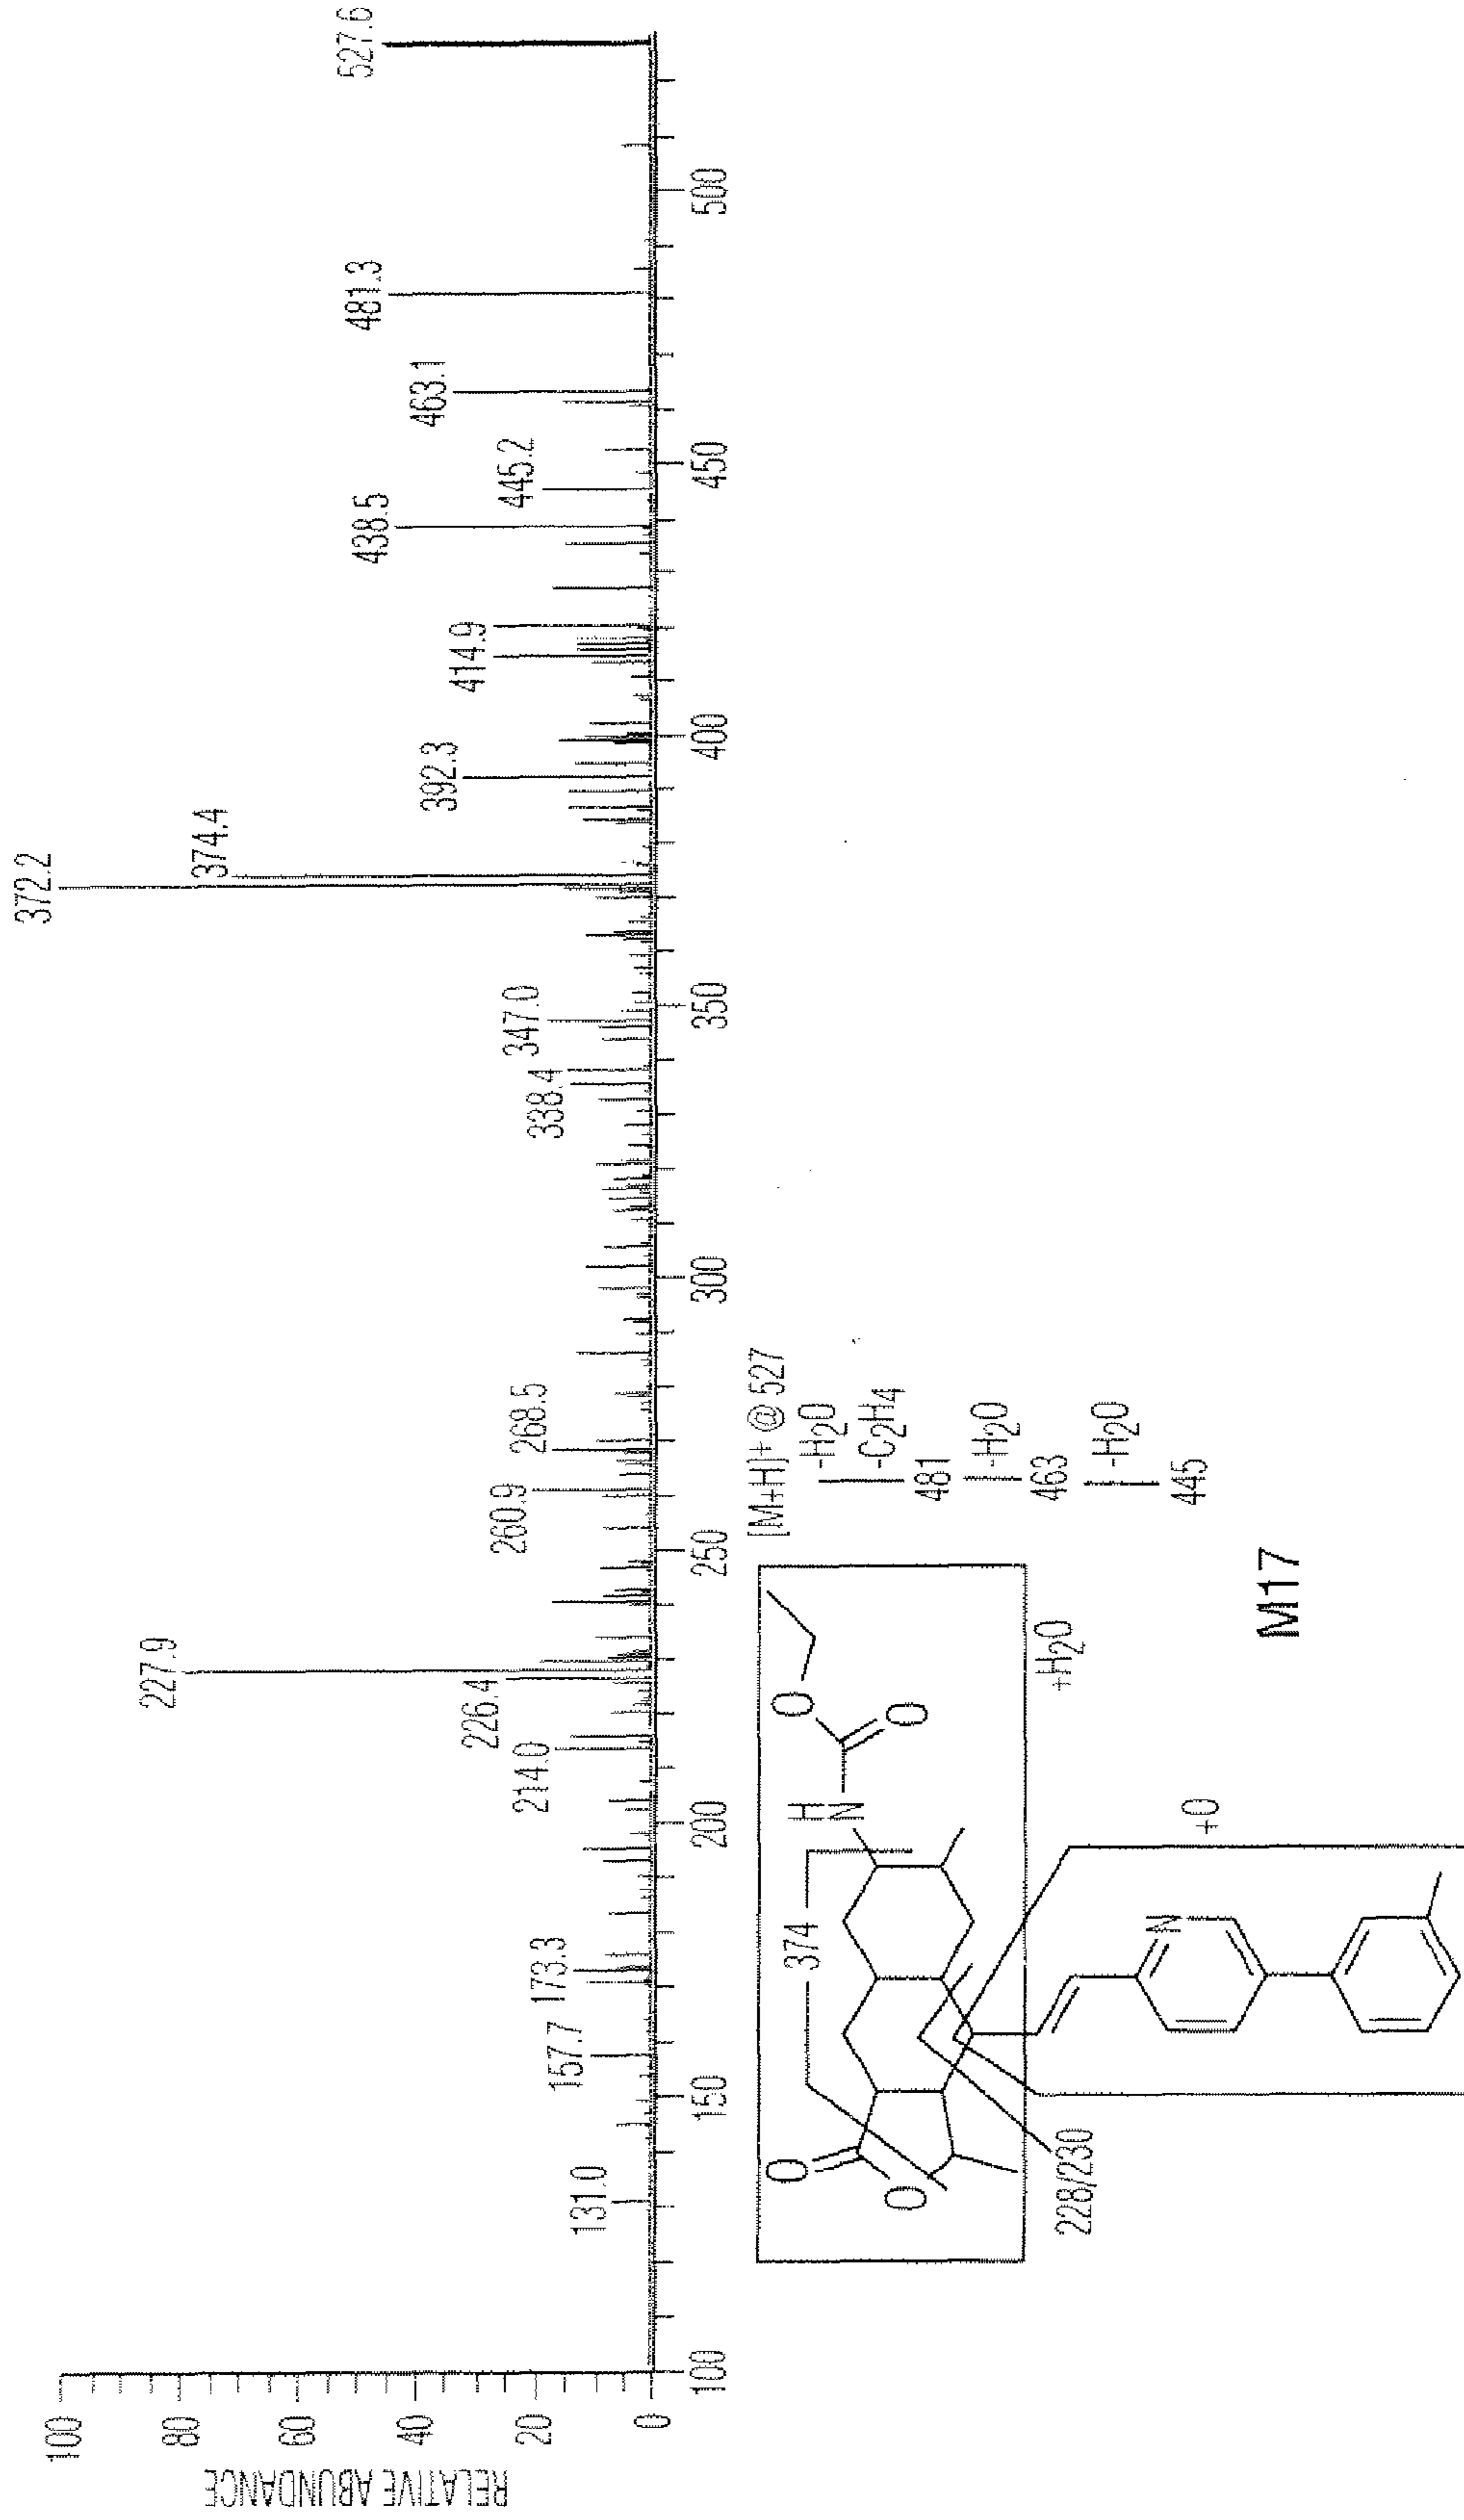 RELATIVE ABUNDANCE
100
80
60
40
20
0
131.0
157.7
173.3
214.0
226.4
227.9
260.9
268.5
338.4
347.0
372.2
374.4
392.3
414.9
438.5
445.2
463.1
481.3
527.6
100
150
200
250
300
350
400
450
500
[M+H]+ @ 527
-H2O
-C2H4
481
-H2O
463
-H2O
445
O
O
374
H
N
O
O
+H2O
228/230
+O
N
M17